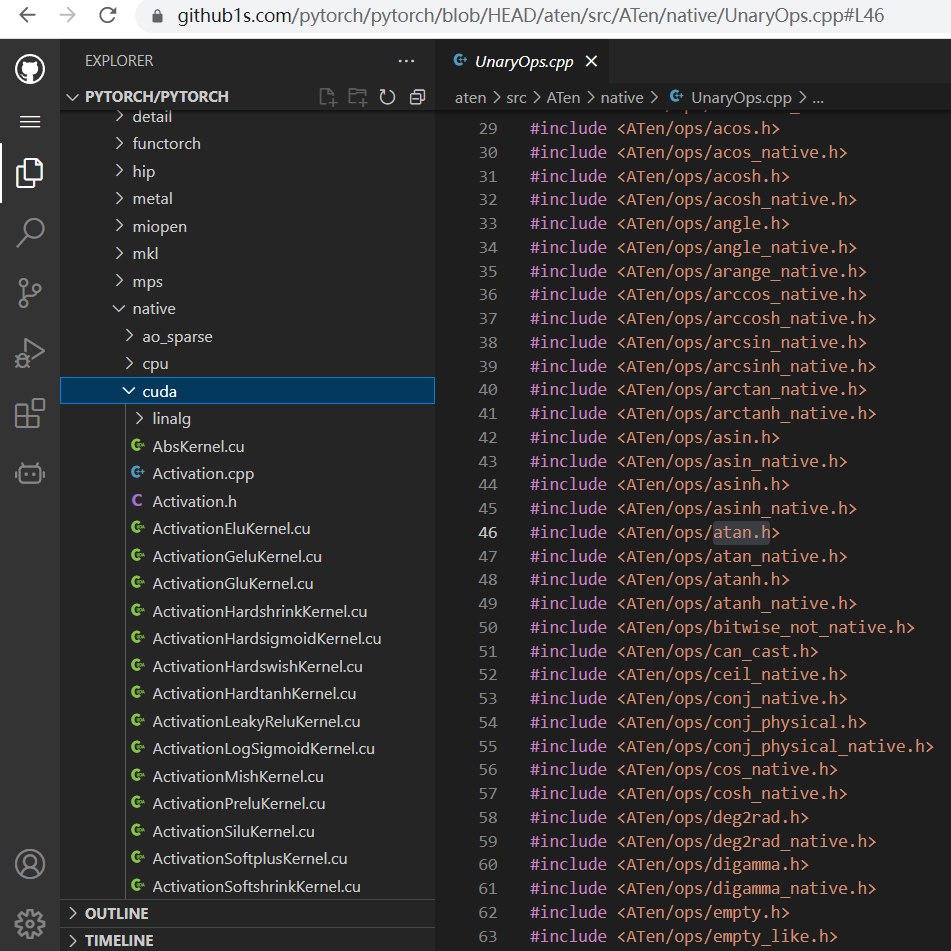 github1s.com/pytorch/pytorch/blob/HEAD/aten/src/ATen/native/UnaryOps.cpp#L46
EXPLORER
PYTORCH/PYTORCH
detail
functorch
hip
metal
miopen
mkl
mps
native
ao_sparse
cpu
cuda
linalg
AbsKernel.cu
Activation.cpp
Activation.h
ActivationEluKernel.cu
ActivationGeluKernel.cu
ActivationGluKernel.cu
ActivationHardshrinkKernel.cu
ActivationHardsigmoidKernel.cu
ActivationHardswishKernel.cu
ActivationHardtanhKernel.cu
ActivationLeakyReluKernel.cu
ActivationLogSigmoidKernel.cu
ActivationMishKernel.cu
ActivationPreluKernel.cu
ActivationSiluKernel.cu
ActivationSoftplusKernel.cu
ActivationSoftshrinkKernel.cu
OUTLINE
TIMELINE
UnaryOps.cpp
aten > src > ATen > native > UnaryOps.cpp > ...
29 #include <ATen/ops/acos.h>
30 #include <ATen/ops/acos_native.h>
31 #include <ATen/ops/acosh.h>
32 #include <ATen/ops/acosh_native.h>
33 #include <ATen/ops/angle.h>
34 #include <ATen/ops/angle_native.h>
35 #include <ATen/ops/arange_native.h>
36 #include <ATen/ops/arccos_native.h>
37 #include <ATen/ops/arccosh_native.h>
38 #include <ATen/ops/arcsin_native.h>
39 #include <ATen/ops/arcsinh_native.h>
40 #include <ATen/ops/arctan_native.h>
41 #include <ATen/ops/arctanh_native.h>
42 #include <ATen/ops/asin.h>
43 #include <ATen/ops/asin_native.h>
44 #include <ATen/ops/asinh.h>
45 #include <ATen/ops/asinh_native.h>
46 #include <ATen/ops/atan.h>
47 #include <ATen/ops/atan_native.h>
48 #include <ATen/ops/atanh.h>
49 #include <ATen/ops/atanh_native.h>
50 #include <ATen/ops/bitwise_not_native.h>
51 #include <ATen/ops/can_cast.h>
52 #include <ATen/ops/ceil_native.h>
53 #include <ATen/ops/conj_native.h>
54 #include <ATen/ops/conj_physical.h>
55 #include <ATen/ops/conj_physical_native.h>
56 #include <ATen/ops/cos_native.h>
57 #include <ATen/ops/cosh_native.h>
58 #include <ATen/ops/deg2rad.h>
59 #include <ATen/ops/deg2rad_native.h>
60 #include <ATen/ops/digamma.h>
61 #include <ATen/ops/digamma_native.h>
62 #include <ATen/ops/empty.h>
63 #include <ATen/ops/empty_like.h>